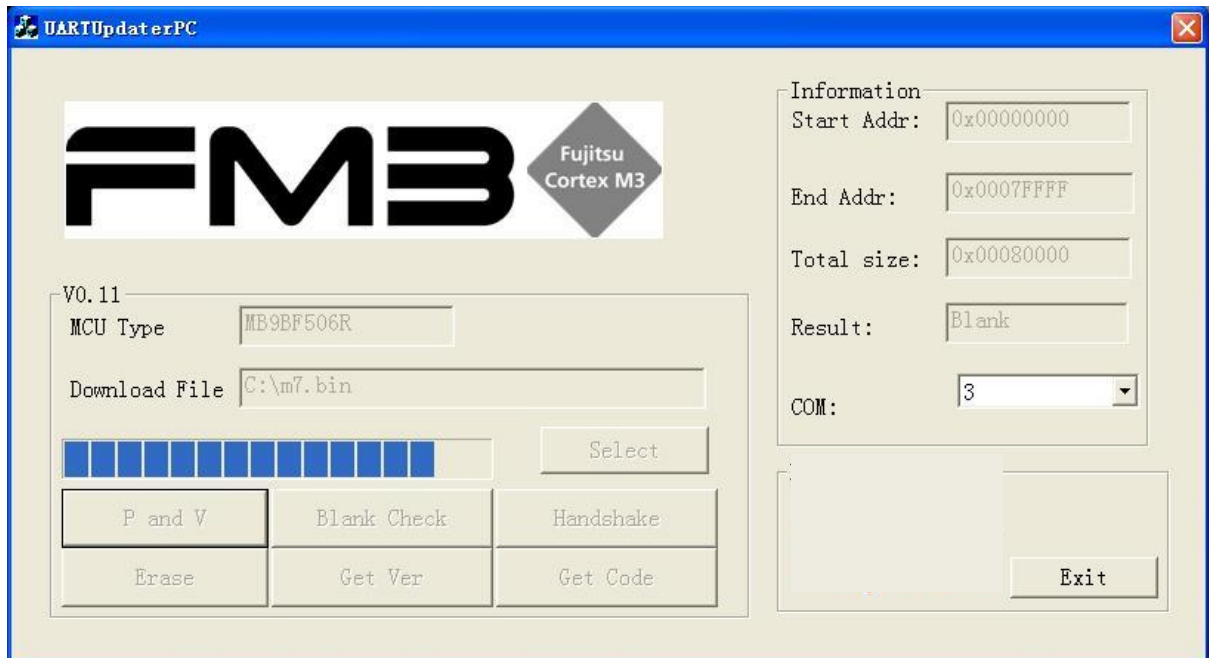 UARTUpdaterPC
FM3
Fujitsu
Cortex M3
V0.11
MCU Type
MB9BF506R
Download File
C:\m7.bin
Select
P and V
Blank Check
Handshake
Erase
Get Ver
Get Code
Information
Start Addr:
0x00000000
End Addr:
0x0007FFFF
Total size:
0x00080000
Result:
Blank
COM:
3
Exit